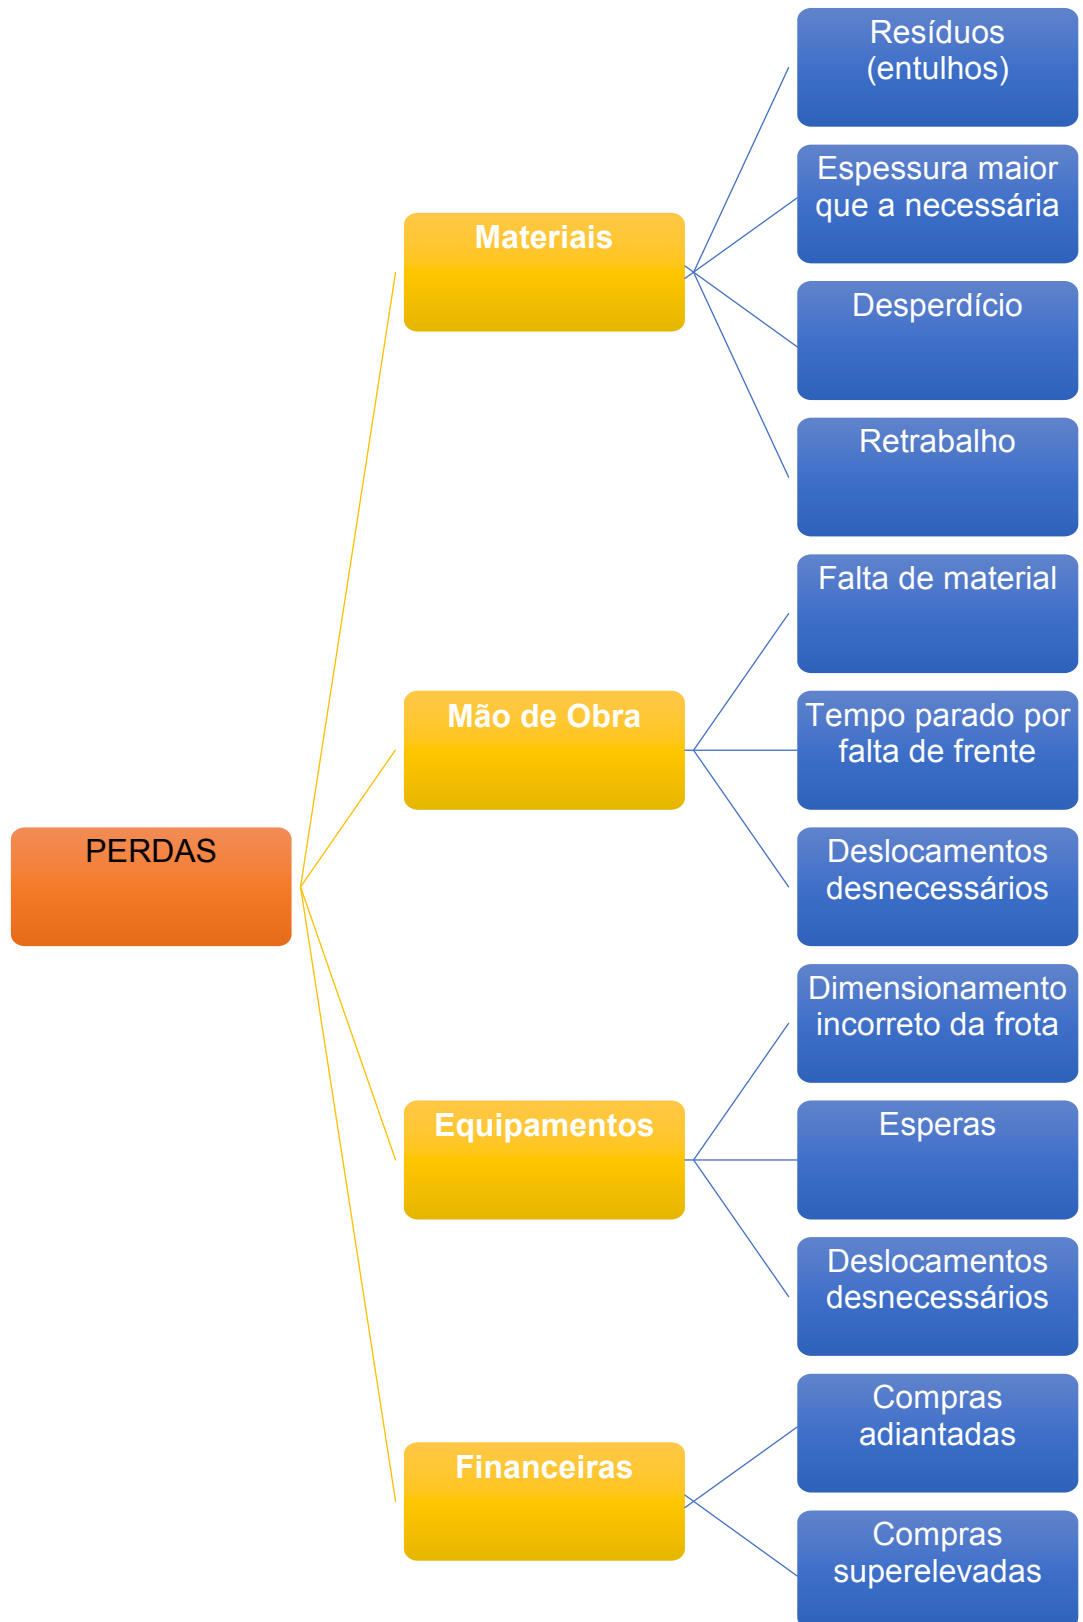 PERDAS
Materiais
Resíduos
(entulhos)
Espessura maior
que a necessária
Desperdício
Retrabalho
Mão de Obra
Falta de material
Tempo parado por
falta de frente
Deslocamentos
desnecessários
Equipamentos
Dimensionamento
incorreto da frota
Esperas
Deslocamentos
desnecessários
Financeiras
Compras
adiantadas
Compras
superelevadas